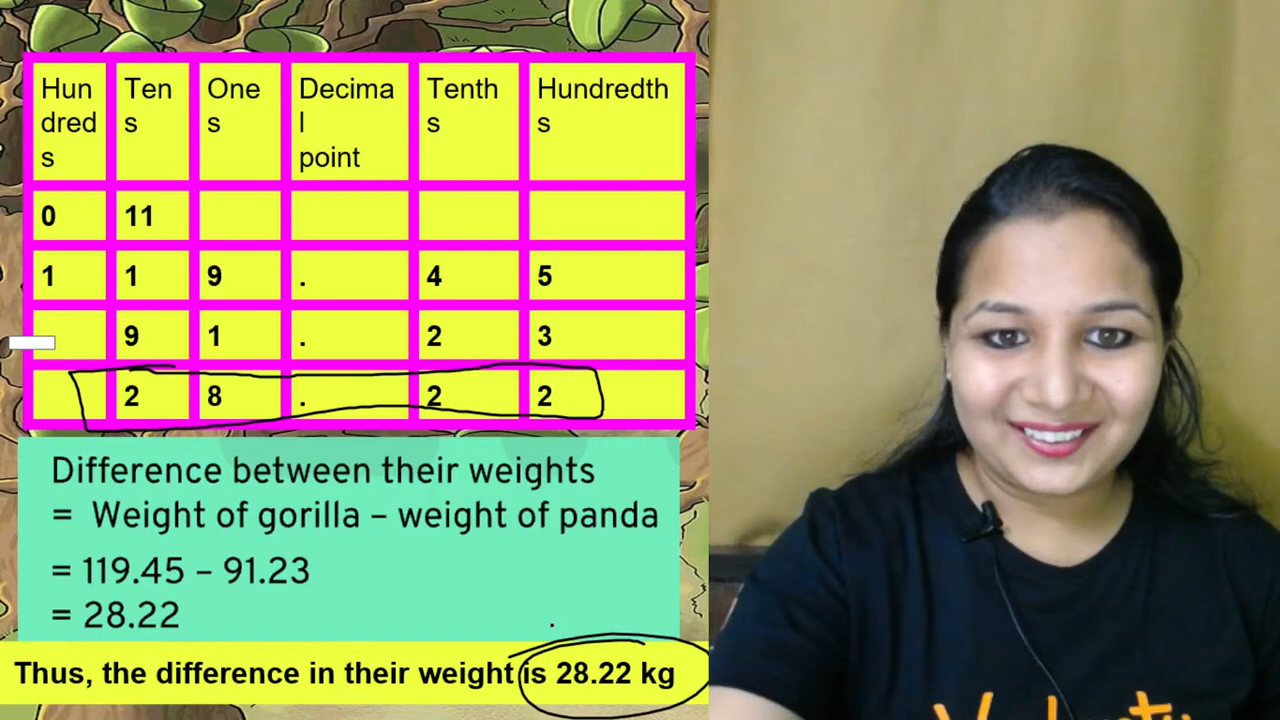 Hun Ten One Decima Tenth Hundredth
dred s s l s s
s point
0 11
1 1 9 . 4 5
9 1 . 2 3
2 8 . 2 2
Difference between their weights
= Weight of gorilla – weight of panda
= 119.45 – 91.23
= 28.22
Thus, the difference in their weight is 28.22 kg